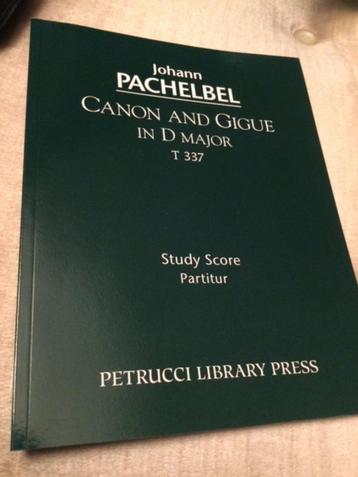 Johann
PACHELBEL
CANON AND GIGUE
IN D MAJOR
T 337
Study Score
Partitur
PETRUCCI LIBRARY PRESS